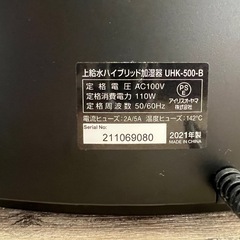 上給水ハイブリッド加湿器 UHK-500-B
定格電圧 AC100V
定格消費電力 110W
定格周波数 50/60Hz
PS
E
アイリスオーヤマ
株式会社
電流ヒューズ:2A/5A 温度ヒューズ:142℃
Serial No:
211069080
2021年製
MADE IN CHINA